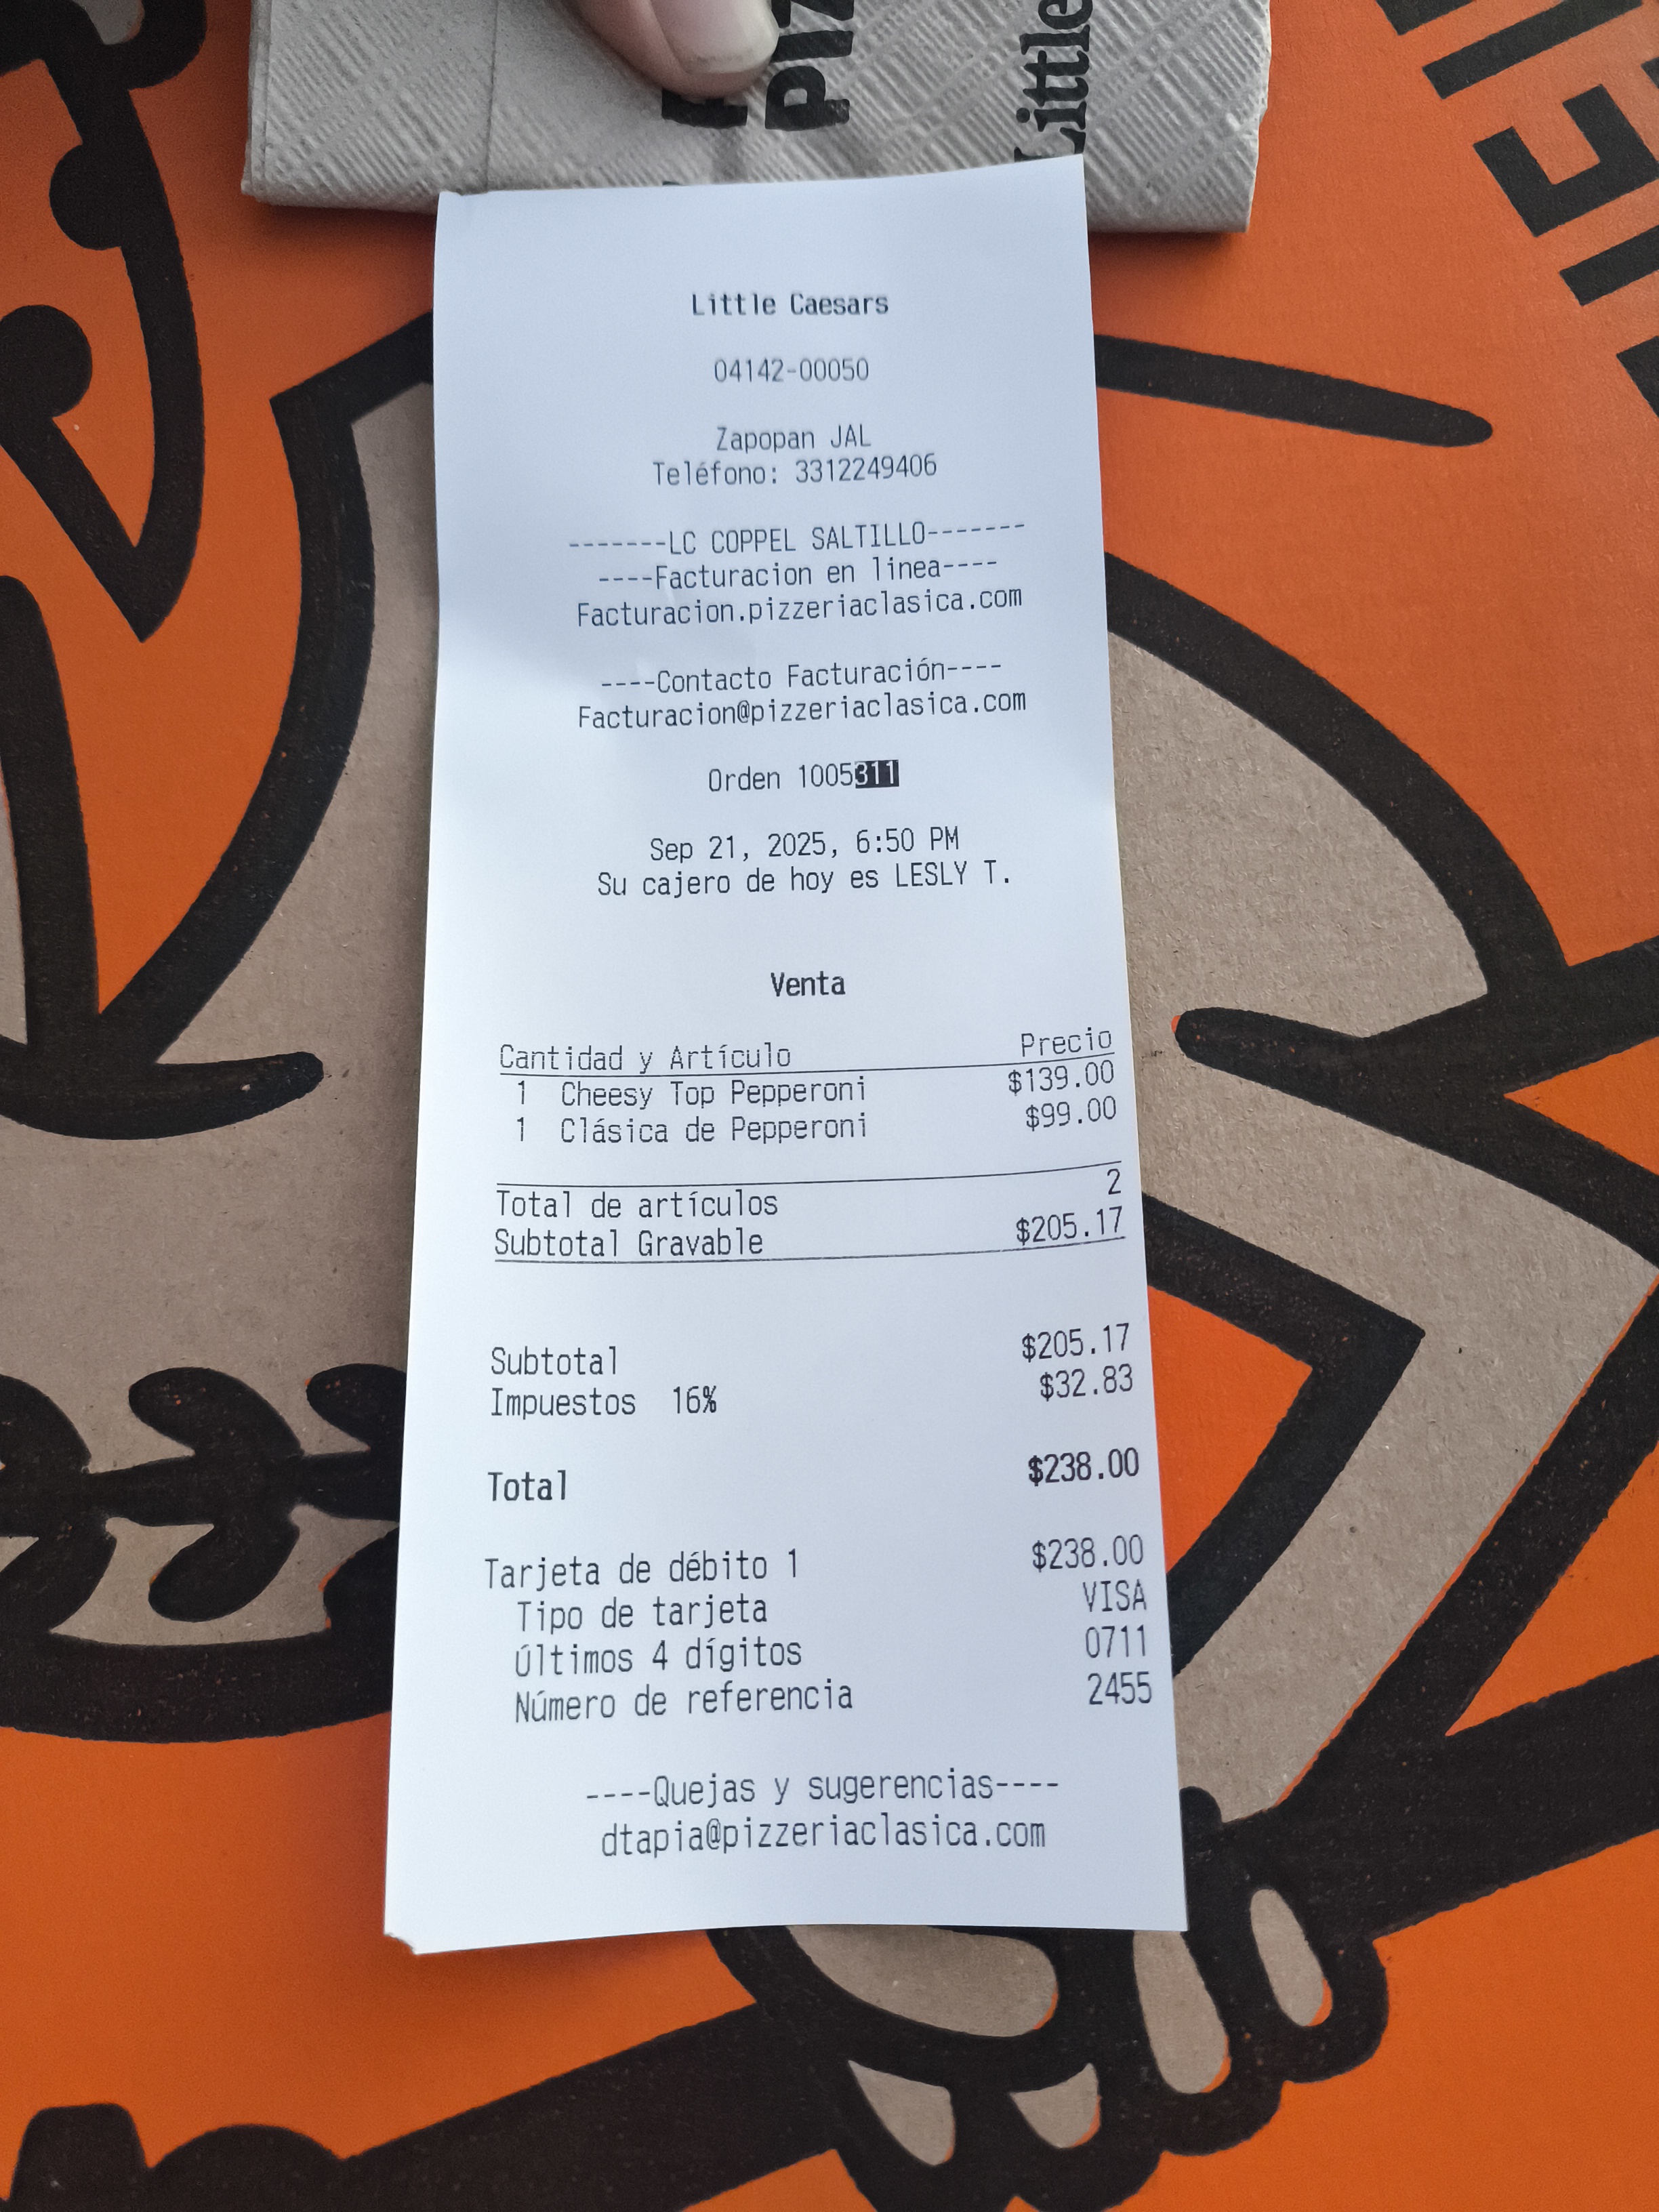 PIZ
Little
Little Caesars
04142-00050
Zapopan JAL
Teléfono: 3312249406
-------LC COPPEL SALTILLO-------
----Facturacion en linea----
Facturacion.pizzeriaclasica.com
----Contacto Facturación----
Facturacion@pizzeriaclasica.com
Orden 1005311
Sep 21, 2025, 6:50 PM
Su cajero de hoy es LESLY T.
Venta
Cantidad y Artículo Precio
1 Cheesy Top Pepperoni $139.00
1 Clásica de Pepperoni $99.00
Total de artículos 2
Subtotal Gravable $205.17
Subtotal $205.17
Impuestos 16% $32.83
Total $238.00
Tarjeta de débito 1 $238.00
Tipo de tarjeta VISA
Últimos 4 dígitos 0711
Número de referencia 2455
----Quejas y sugerencias----
dtapia@pizzeriaclasica.com